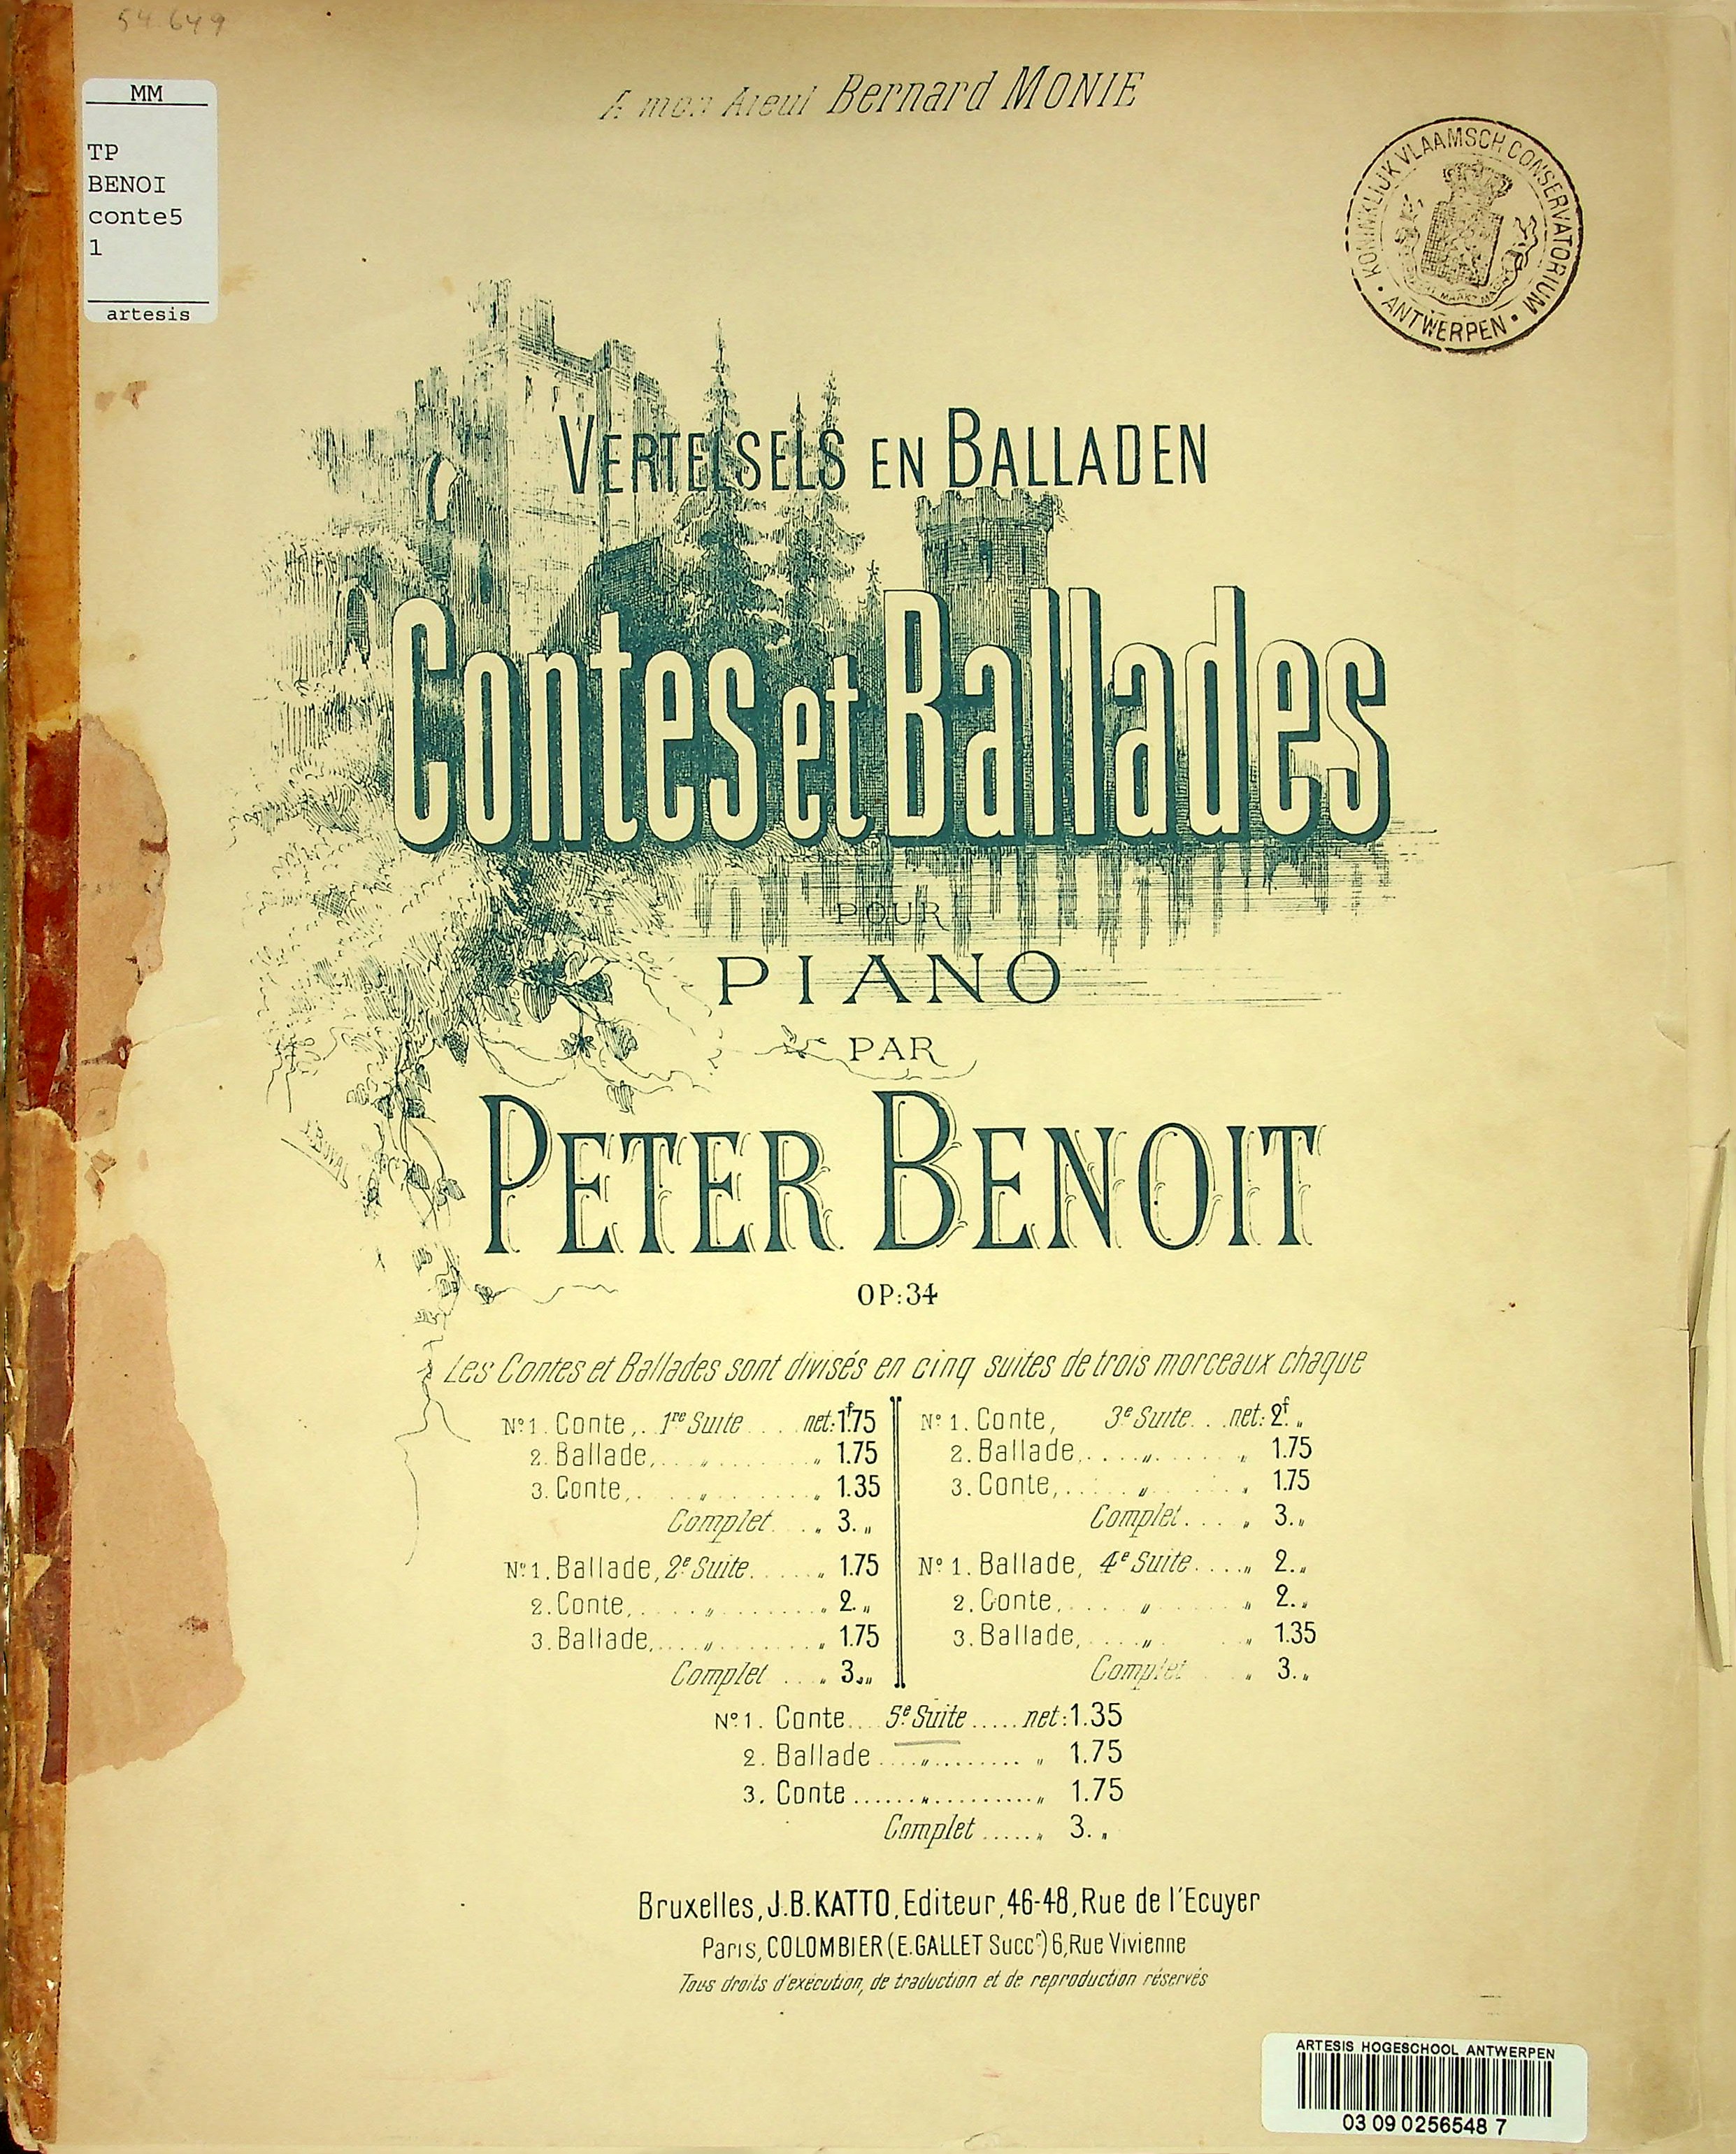 54.649
MM
TP
BENOI
conte5
1
artesis
A mon Aïeul Bernard MONIE
KONINKLIJK VLAAMSCH CONSERVATORIUM
• ANTWERPEN •
VERTELSELS EN BALLADEN
Contes et Ballades
POUR
PIANO
PAR
PETER BENOIT
OP: 34
Les Contes et Ballades sont divisés en cinq suites de trois morceaux chaque
Nº 1. Conte,.. 1re Suite .... net: 1f75
2. Ballade,.... „ ......... „ 1.75
3. Conte,.... „ ......... „ 1.35
Complet.... „ 3. „
Nº 1. Ballade, 2e Suite...... „ 1.75
2. Conte,..... „ ........ „ 2. „
3. Ballade,.... „ ........ „ 1.75
Complet .... „ 3. „
Nº 1. Conte, 3e Suite... net: 2f. „
2. Ballade,..... „ ...... „ 1.75
3. Conte,...... „ ...... „ 1.75
Complet.... „ 3. „
Nº 1. Ballade, 4e Suite.... „ 2. „
2. Conte,..... „ „ 2. „
3. Ballade,.... „ „ 1.35
Complet „ 3. „
Nº 1. Conte.... 5e Suite ..... net: 1.35
2. Ballade .... „ ........ „ 1.75
3. Conte ...... „ .......... „ 1.75
Complet ..... „ 3. „
Bruxelles, J.B. KATTO, Editeur, 46-48, Rue de l'Ecuyer
Paris, COLOMBIER (E. GALLET Succr) 6, Rue Vivienne
Tous droits d'exécution, de traduction et de reproduction réservés
ARTESIS HOGESCHOOL ANTWERPEN
03 09 0256548 7